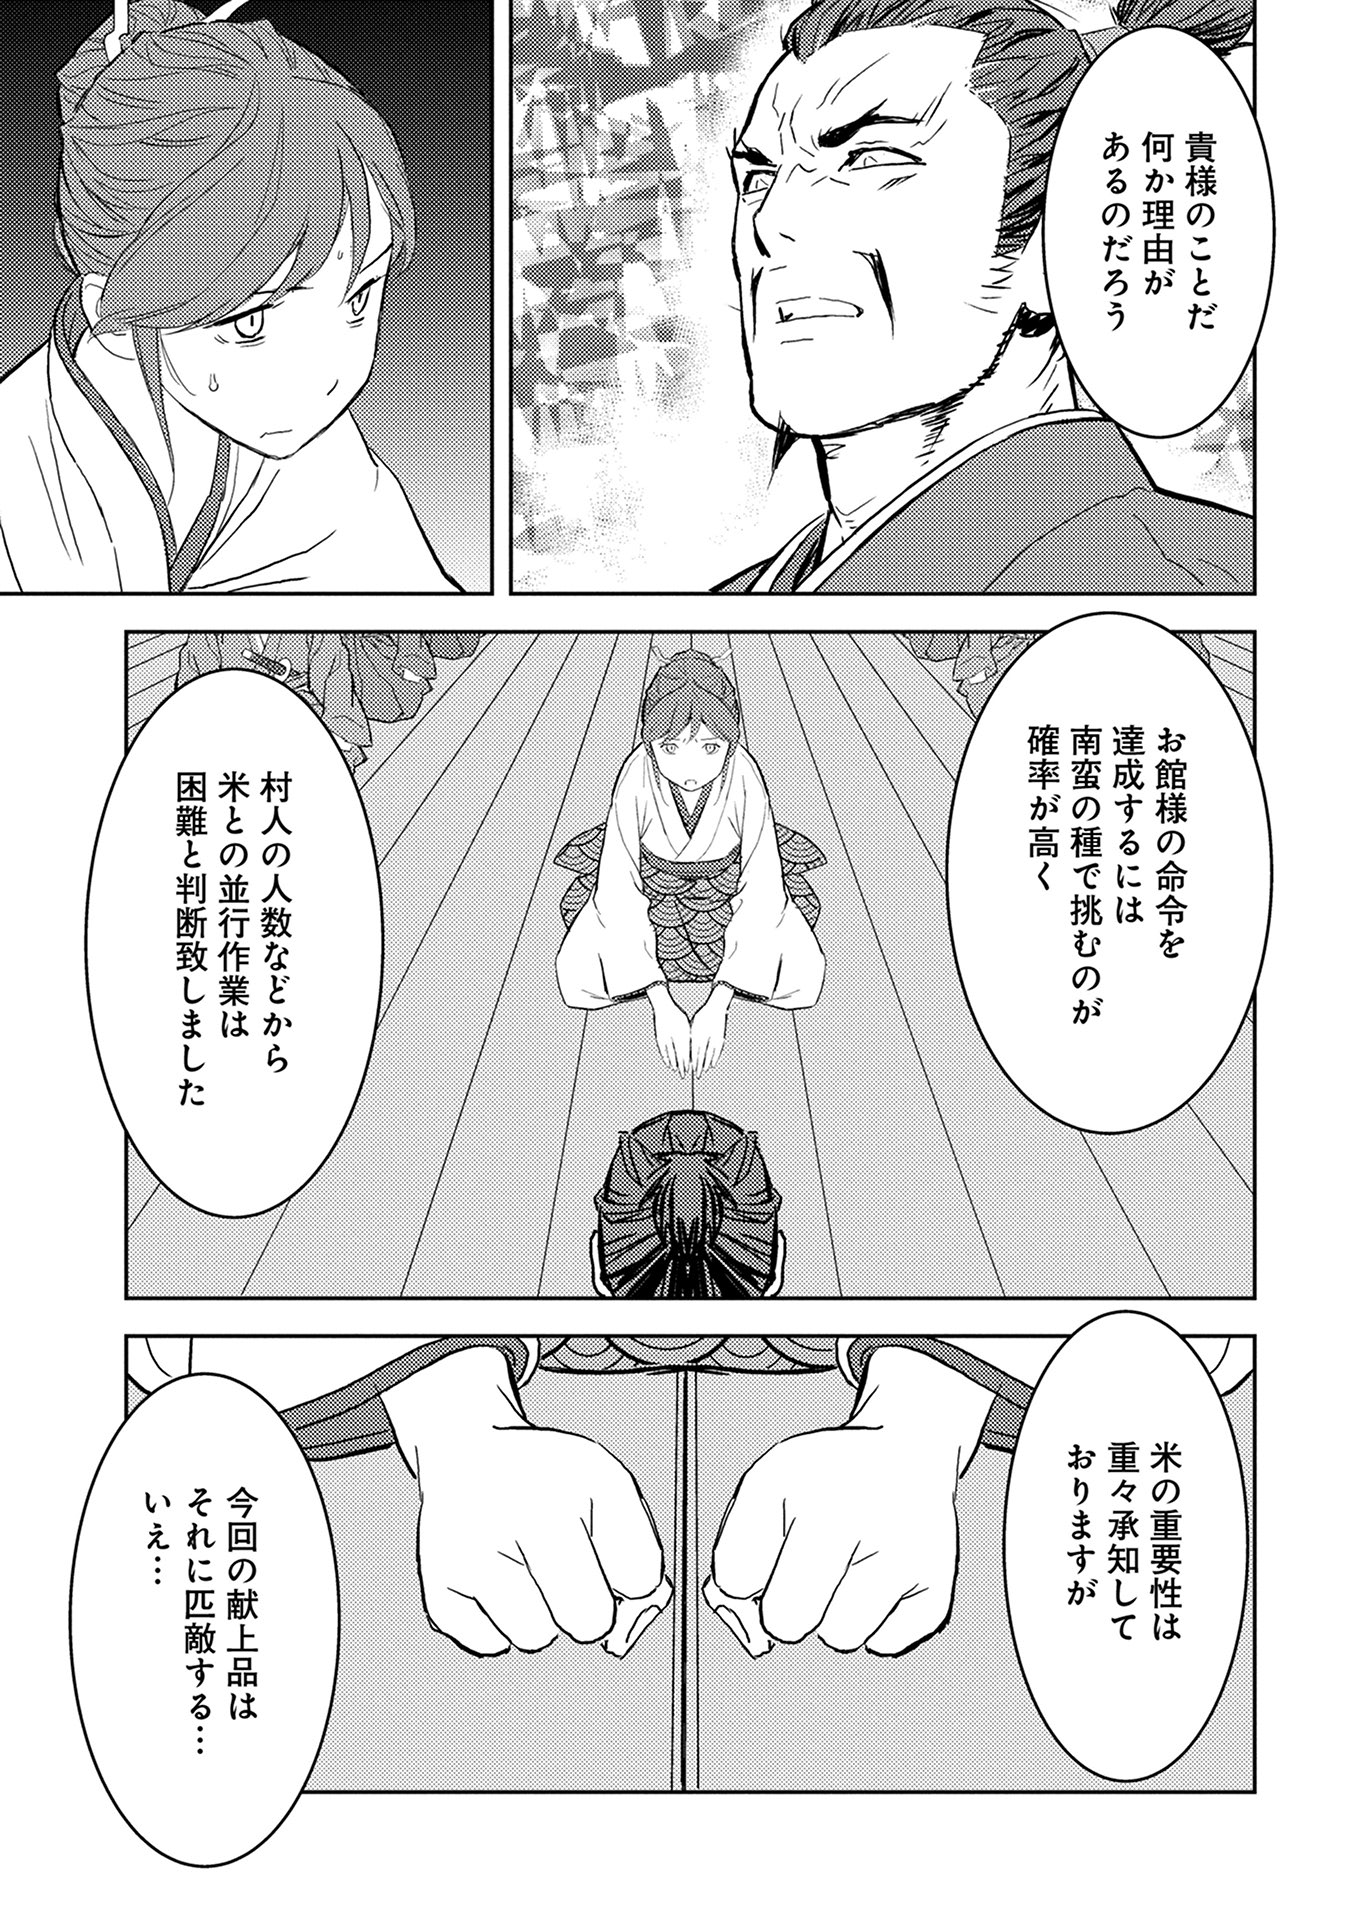 貴様のことだ
何か理由が
あるのだろう
お館様の命令を
達成するには
南蛮の種で挑むのが
確率が高く
村人の人数などから
米との並行作業は
困難と判断致しました
米の重要性は
重々承知して
おりますが
今回の献上品は
それに匹敵する…
いえ…